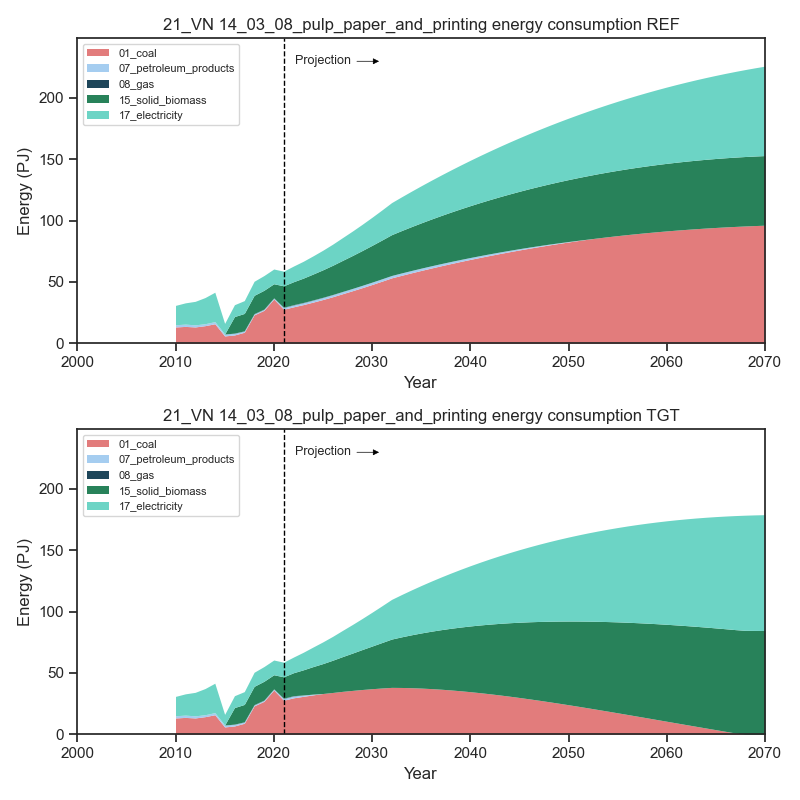 21_VN 14_03_08_pulp_paper_and_printing energy consumption REF
01_coal
07_petroleum_products
08_gas
15_solid_biomass
17_electricity
Projection
Energy (PJ)
200
150
100
50
0
2000 2010 2020 2030 2040 2050 2060 2070
Year
21_VN 14_03_08_pulp_paper_and_printing energy consumption TGT
01_coal
07_petroleum_products
08_gas
15_solid_biomass
17_electricity
Projection
Energy (PJ)
200
150
100
50
0
2000 2010 2020 2030 2040 2050 2060 2070
Year